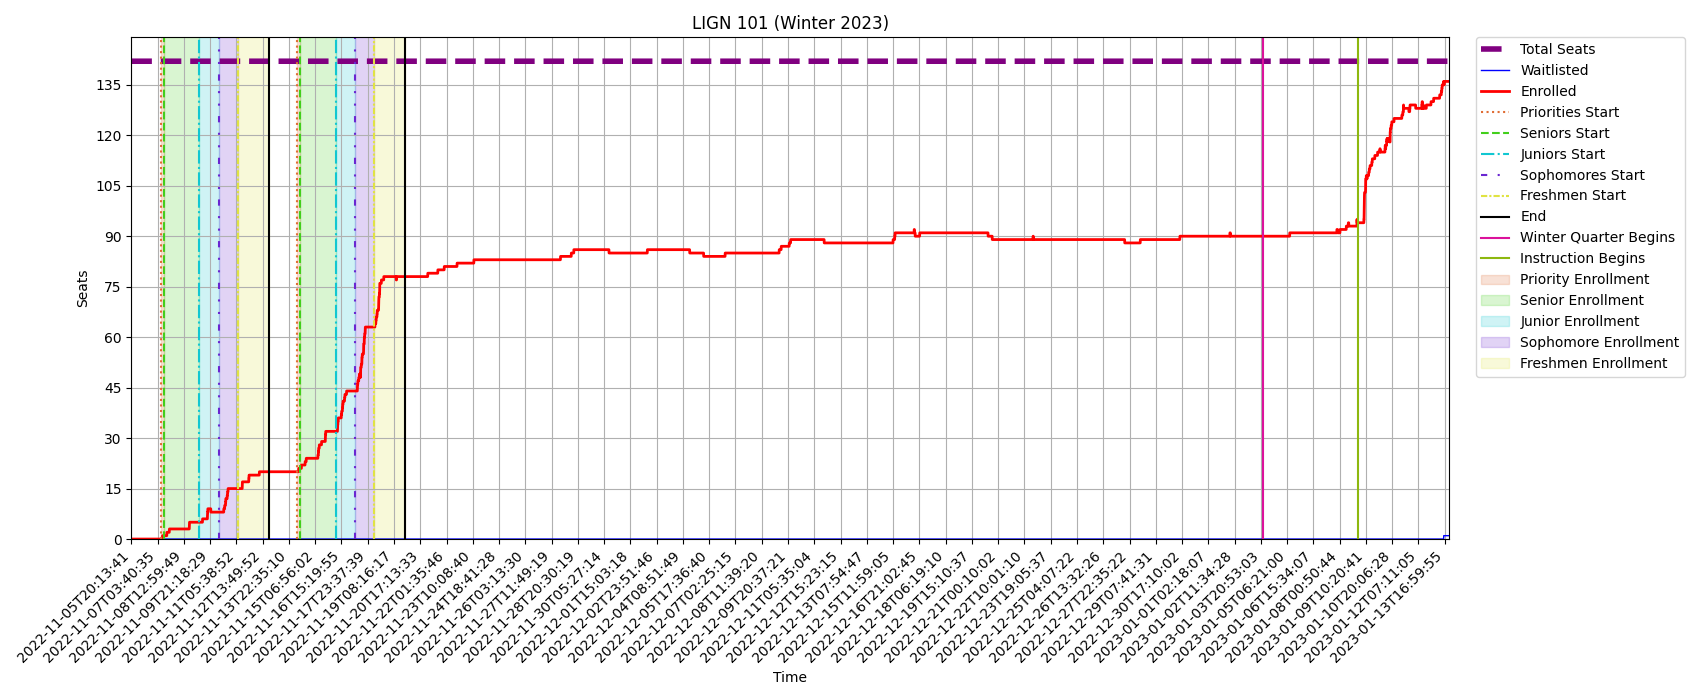 LIGN 101 (Winter 2023)
Total Seats
Waitlisted
Enrolled
Priorities Start
Seniors Start
Juniors Start
Sophomores Start
Freshmen Start
End
Winter Quarter Begins
Instruction Begins
Priority Enrollment
Senior Enrollment
Junior Enrollment
Sophomore Enrollment
Freshmen Enrollment
Seats
135
120
105
90
75
60
45
30
15
0
2022-11-05T20:13:41
2022-11-07T03:40:35
2022-11-08T12:59:49
2022-11-09T21:18:29
2022-11-11T05:38:52
2022-11-12T13:49:52
2022-11-13T22:35:10
2022-11-15T06:56:02
2022-11-16T15:19:55
2022-11-17T23:37:39
2022-11-19T08:16:17
2022-11-20T17:13:33
2022-11-22T01:35:46
2022-11-23T10:08:40
2022-11-24T18:41:28
2022-11-26T03:13:30
2022-11-27T11:49:19
2022-11-28T20:30:19
2022-11-30T05:27:14
2022-12-01T15:03:18
2022-12-02T23:51:46
2022-12-04T08:51:49
2022-12-05T17:36:40
2022-12-07T02:25:15
2022-12-08T11:39:20
2022-12-09T20:37:21
2022-12-11T05:35:04
2022-12-12T15:23:15
2022-12-13T07:54:47
2022-12-15T11:59:05
2022-12-16T21:02:45
2022-12-18T06:19:10
2022-12-19T15:10:37
2022-12-21T00:10:02
2022-12-22T10:01:10
2022-12-23T19:05:37
2022-12-25T04:07:22
2022-12-26T13:32:26
2022-12-27T22:35:22
2022-12-29T07:41:31
2022-12-30T17:10:02
2023-01-01T02:18:07
2023-01-02T11:34:28
2023-01-03T20:53:03
2023-01-05T06:21:00
2023-01-06T15:34:07
2023-01-08T00:50:44
2023-01-09T10:20:41
2023-01-10T20:06:28
2023-01-12T07:11:05
2023-01-13T16:59:55
Time